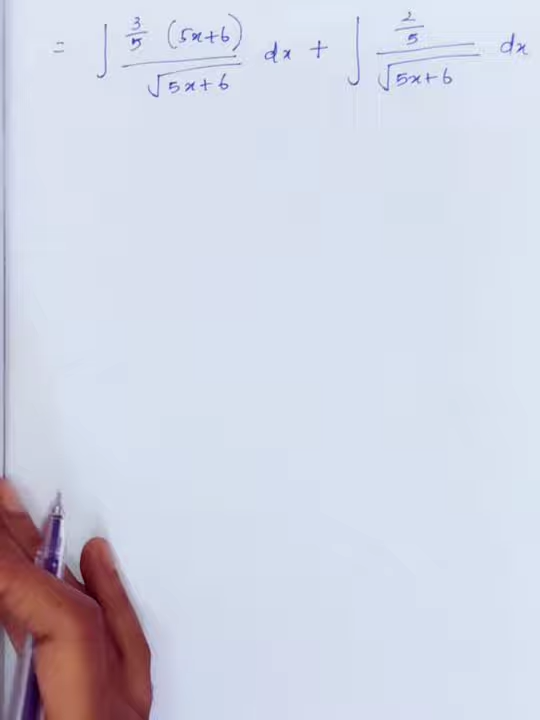 = ∫ (3/5 (5x+6))/√(5x+6) dx + ∫ (2/5)/√(5x+6) dx